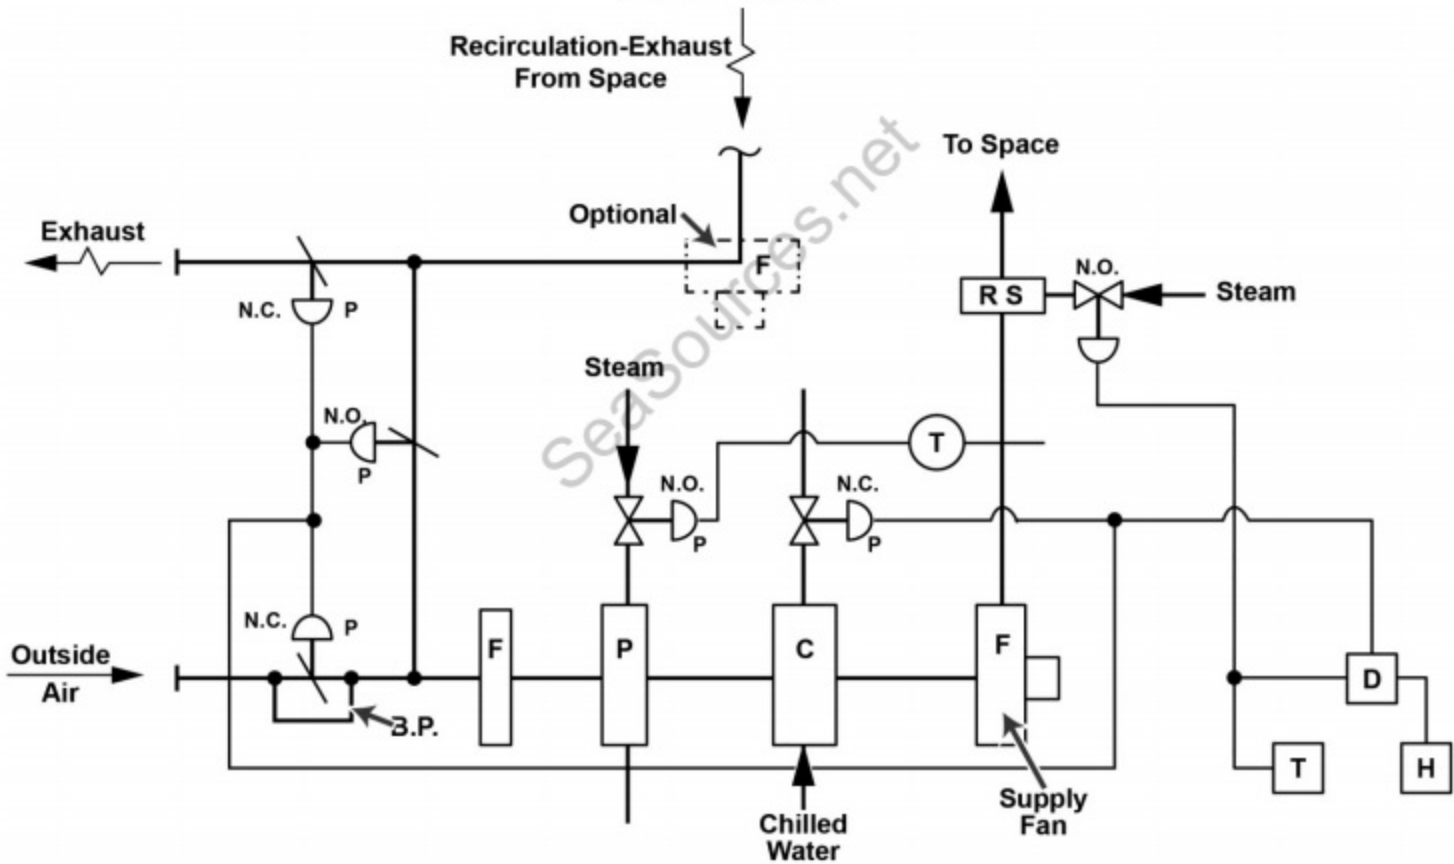 Recirculation-Exhaust
From Space
To Space
Optional
Exhaust
F
N.O.
N.C. P
R S
Steam
Steam
N.O.
T
P
N.O.
N.C.
P
P
N.C. P
Outside
Air
F
P
C
F
D
B.P.
T
H
Supply
Fan
Chilled
Water
SeaSources.net